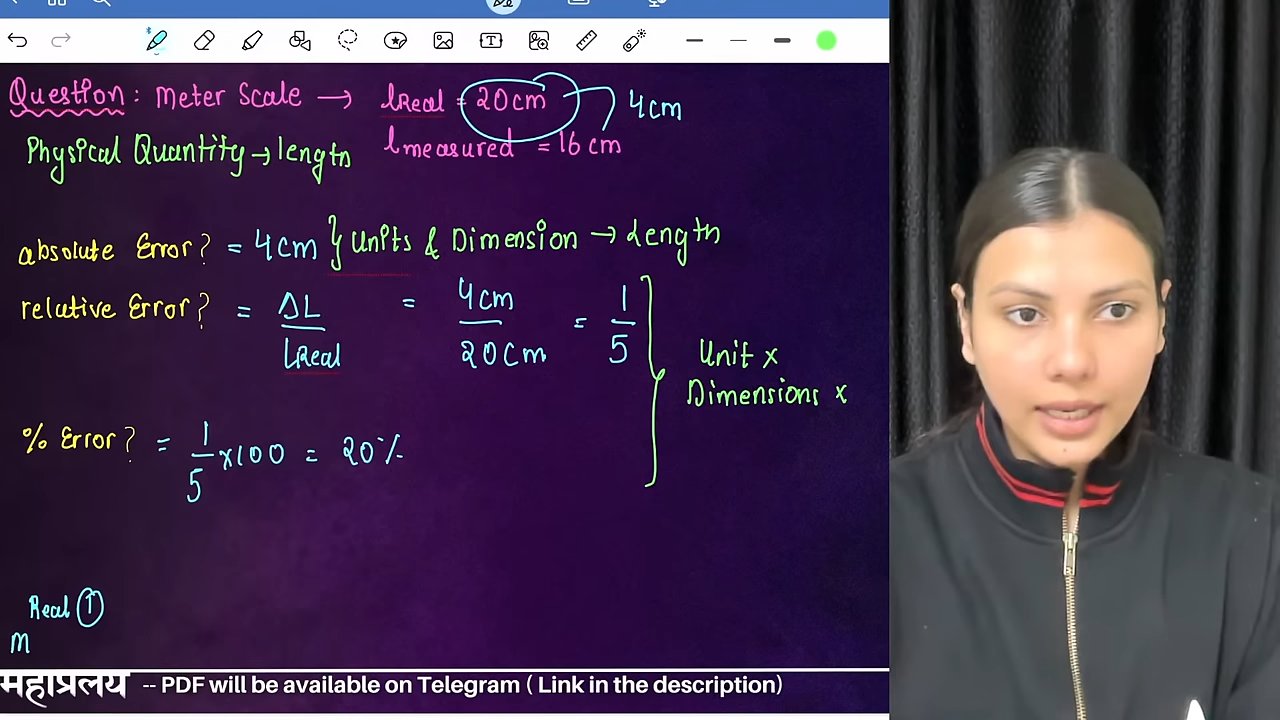 Question: Meter Scale → lReal = 20cm 4cm
Physical Quantity → length lmeasured = 16 cm
absolute Error? = 4cm } Units & Dimension → Length
relative Error? = ΔL / LReal = 4cm / 20cm = 1 / 5
Unit x
Dimensions x
% Error? = 1 / 5 x100 = 20%
Real ↑
M
महाप्रलय -- PDF will be available on Telegram ( Link in the description)